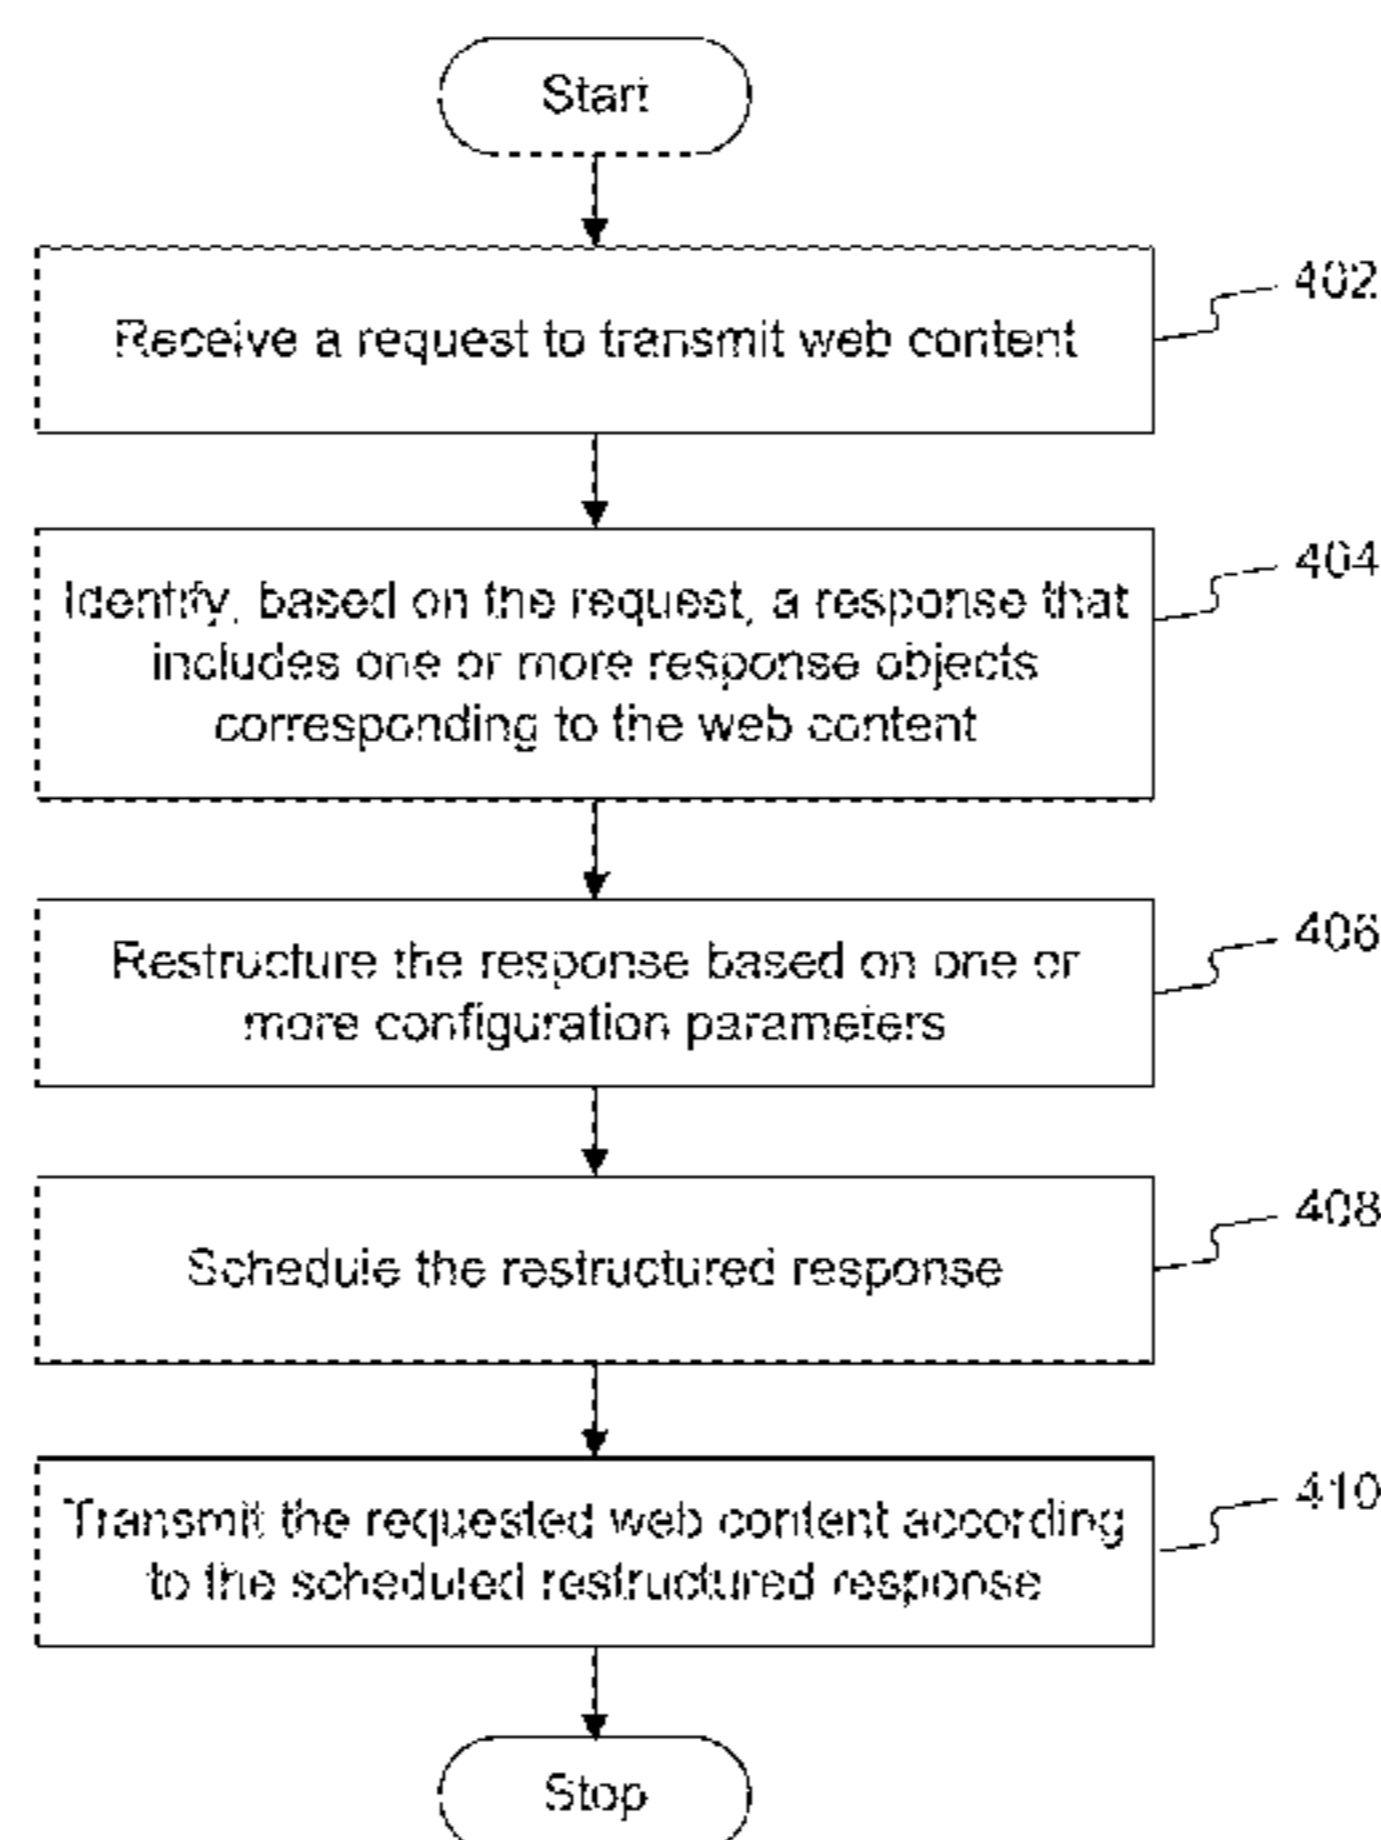 Start
Receive a request to transmit web content
402
Identify, based on the request, a response that
includes one or more response objects
corresponding to the web content
404
Restructure the response based on one or
more configuration parameters
406
Schedule the restructured response
408
Transmit the requested web content according
to the scheduled restructured response
410
Stop